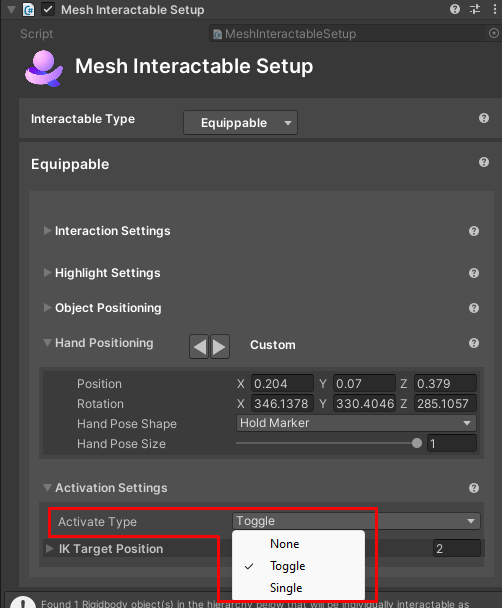 Mesh Interactable Setup
Script MeshInteractableSetup
Mesh Interactable Setup
Interactable Type Equippable
Equippable
Interaction Settings
Highlight Settings
Object Positioning
Hand Positioning Custom
Position X 0.204 Y 0.07 Z 0.379
Rotation X 346.1378 Y 330.4046 Z 285.1057
Hand Pose Shape Hold Marker
Hand Pose Size 1
Activation Settings
Activate Type Toggle
None
IK Target Position 2
Toggle
Single
Found 1 Rigidbody object(s) in the hierarchy below that will be individually interactable as